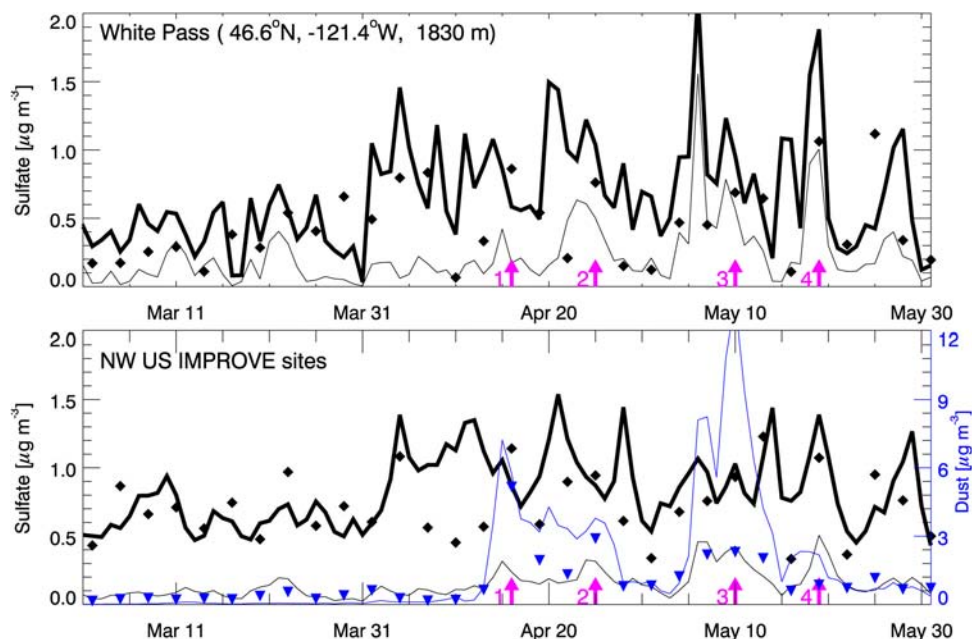 White Pass ( 46.6°N, -121.4°W, 1830 m)
Sulfate [μg m⁻³]
2.0
1.5
1.0
0.5
0.0
1
2
3
4
Mar 11
Mar 31
Apr 20
May 10
May 30
NW US IMPROVE sites
Sulfate [μg m⁻³]
2.0
1.5
1.0
0.5
0.0
12
9
6
3
0
Dust [μg m⁻³]
1
2
3
4
Mar 11
Mar 31
Apr 20
May 10
May 30